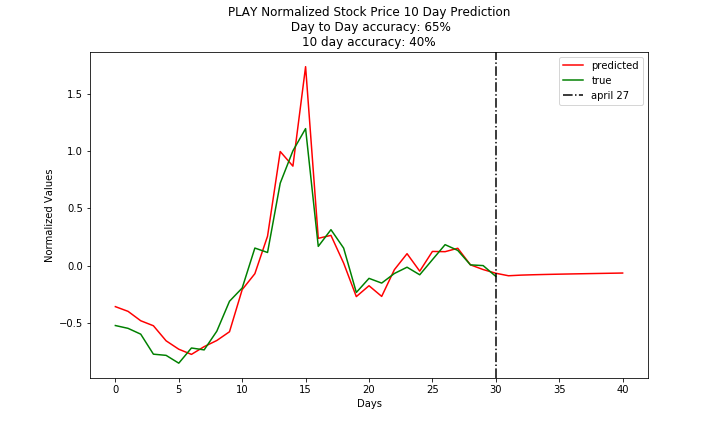 PLAY Normalized Stock Price 10 Day Prediction
Day to Day accuracy: 65%
10 day accuracy: 40%
predicted
true
april 27
Normalized Values
1.5
1.0
0.5
0.0
−0.5
0 5 10 15 20 25 30 35 40
Days